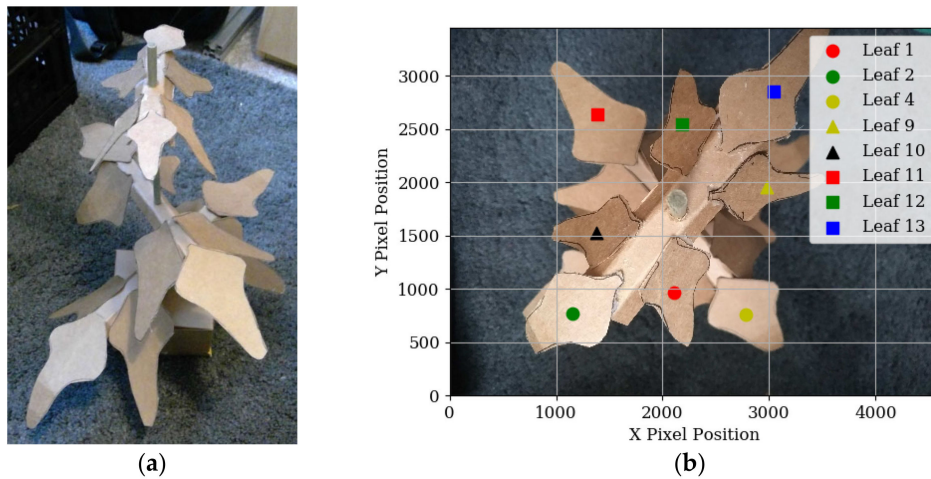 3000
2500
2000
1500
1000
500
0
0 1000 2000 3000 4000
Y Pixel Position
X Pixel Position
Leaf 1
Leaf 2
Leaf 4
Leaf 9
Leaf 10
Leaf 11
Leaf 12
Leaf 13
(a) (b)